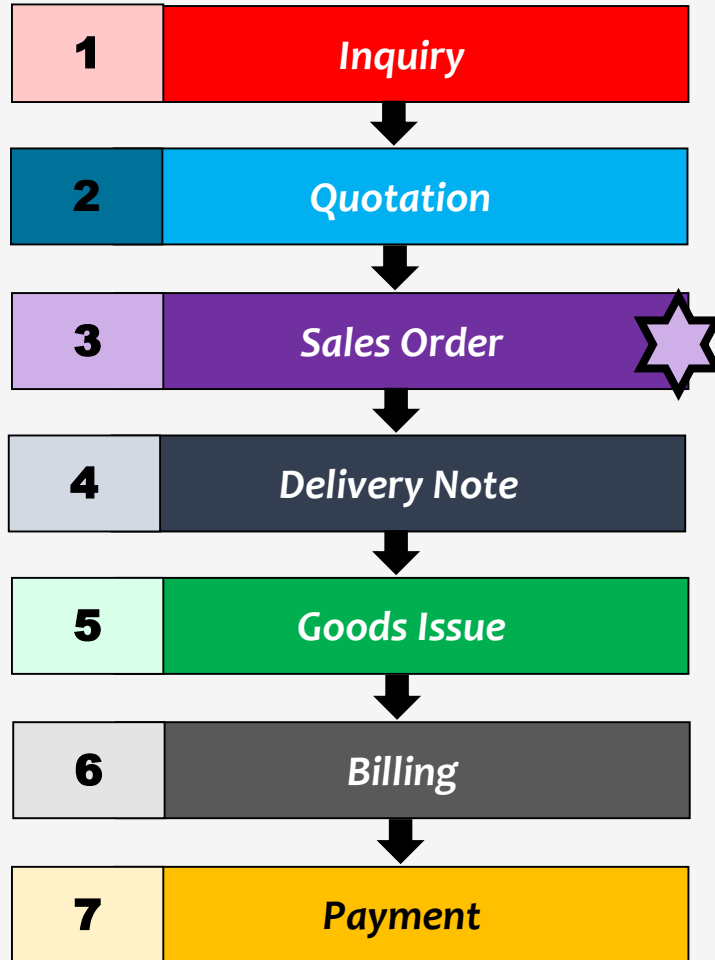 1 Inquiry
2 Quotation
3 Sales Order
4 Delivery Note
5 Goods Issue
6 Billing
7 Payment